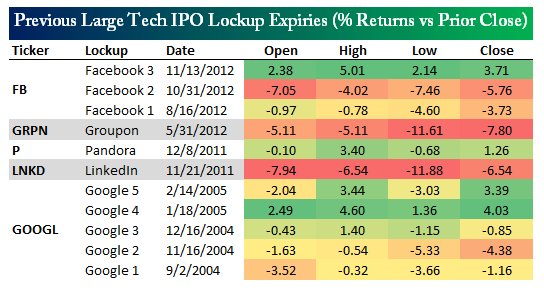 Previous Large Tech IPO Lockup Expiries (% Returns vs Prior Close)
Ticker Lockup Date Open High Low Close
FB Facebook 3 11/13/2012 2.38 5.01 2.14 3.71
Facebook 2 10/31/2012 -7.05 -4.02 -7.46 -5.76
Facebook 1 8/16/2012 -0.97 -0.78 -4.60 -3.73
GRPN Groupon 5/31/2012 -5.11 -5.11 -11.61 -7.80
P Pandora 12/8/2011 -0.10 3.40 -0.68 1.26
LNKD LinkedIn 11/21/2011 -7.94 -6.54 -11.88 -6.54
GOOGL Google 5 2/14/2005 -2.04 3.44 -3.03 3.39
Google 4 1/18/2005 2.49 4.60 1.36 4.03
Google 3 12/16/2004 -0.43 1.40 -1.15 -0.85
Google 2 11/16/2004 -1.63 -0.54 -5.33 -4.38
Google 1 9/2/2004 -3.52 -0.32 -3.66 -1.16